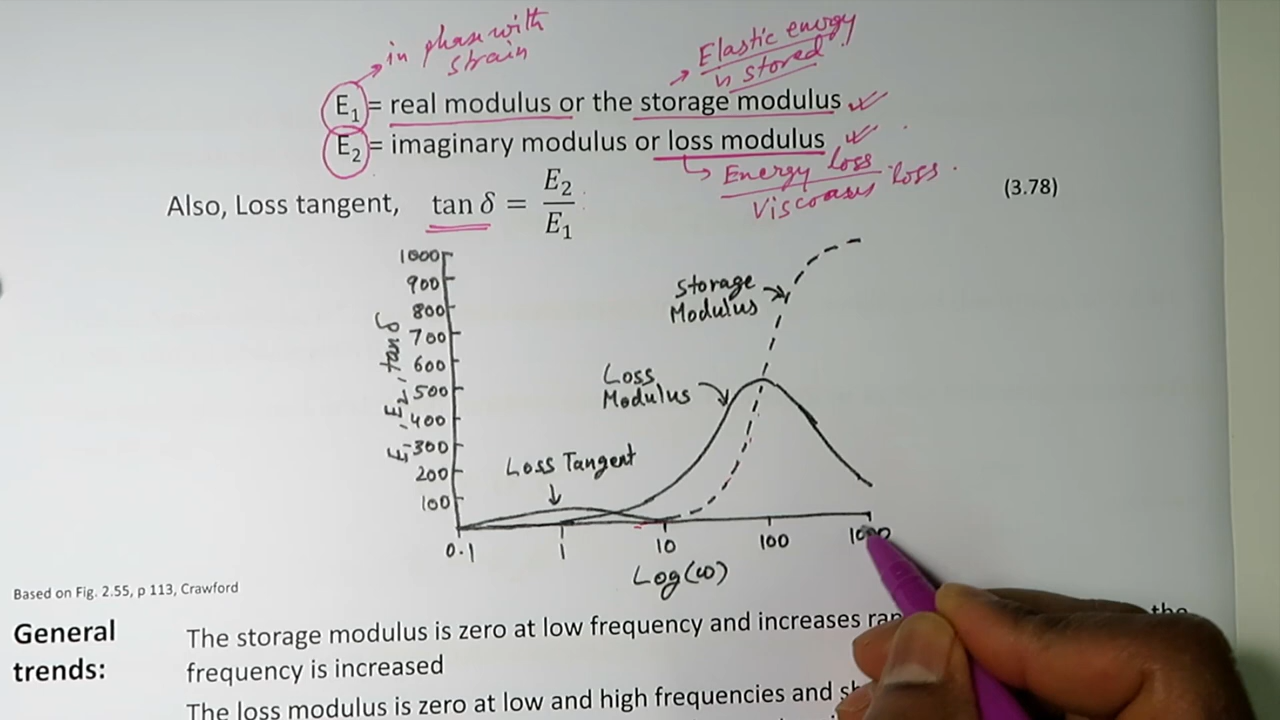 in phase with
strain
Elastic energy
is stored
E1 = real modulus or the storage modulus
E2 = imaginary modulus or loss modulus
Energy loss
Viscoaus loss.
Also, Loss tangent, tan δ = E2/E1
(3.78)
1000
900
800
700
600
500
400
300
200
100
E1, E2, tan δ
Storage
Modulus
Loss
Modulus
Loss Tangent
0.1 1 10 100 1000
Log(ω)
Based on Fig. 2.55, p 113, Crawford
General
trends:
The storage modulus is zero at low frequency and increases the
frequency is increased
The loss modulus is zero at low and high frequencies and